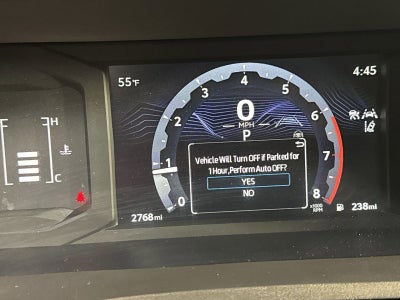 55°F
4:45
F
H
C
0
MPH
P
0
1
2
3
4
5
6
7
8
x1000
RPM
Vehicle Will Turn OFF if Parked for
1 Hour,Perform Auto OFF?
YES
NO
2768mi
238mi